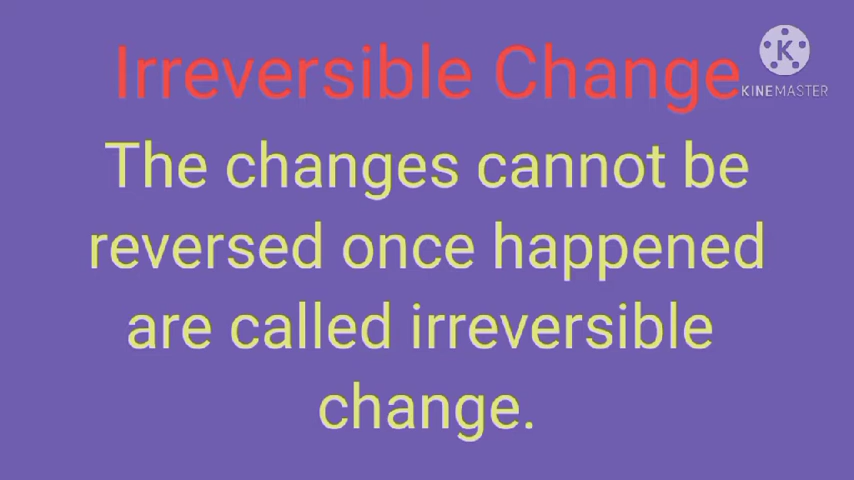 Irreversible Change
K
KINEMASTER
The changes cannot be
reversed once happened
are called irreversible
change.